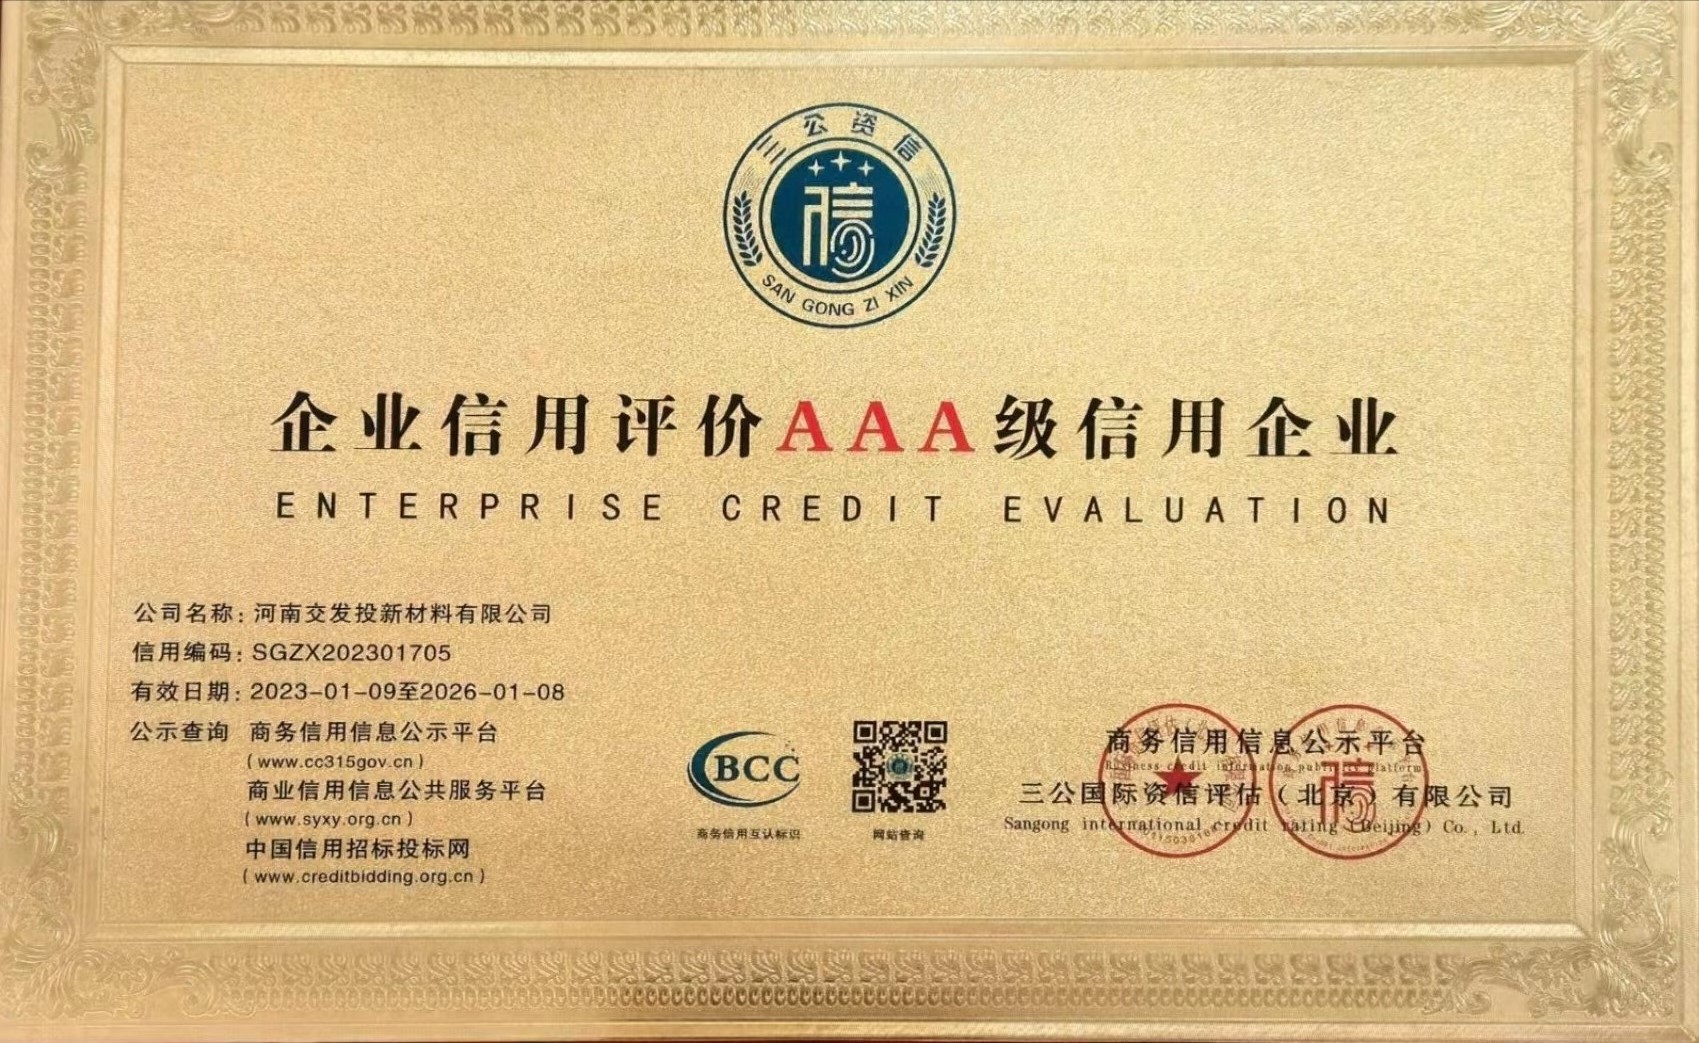 三公资信
信
SAN GONG ZI XIN
企业信用评价AAA级信用企业
ENTERPRISE CREDIT EVALUATION
公司名称：河南交发投新材料有限公司
信用编码：SGZX202301705
有效日期：2023-01-09至2026-01-08
公示查询 商务信用信息公示平台
（www.cc315gov.cn）
商业信用信息公共服务平台
（www.syxy.org.cn）
中国信用招标投标网
（www.creditbidding.org.cn）
BCC
商务信用互认标识
网站查询
商务信用信息公示平台
Business credit information publicity platform
三公国际资信评估（北京）有限公司
Sangong international credit rating (Beijing) Co., Ltd.